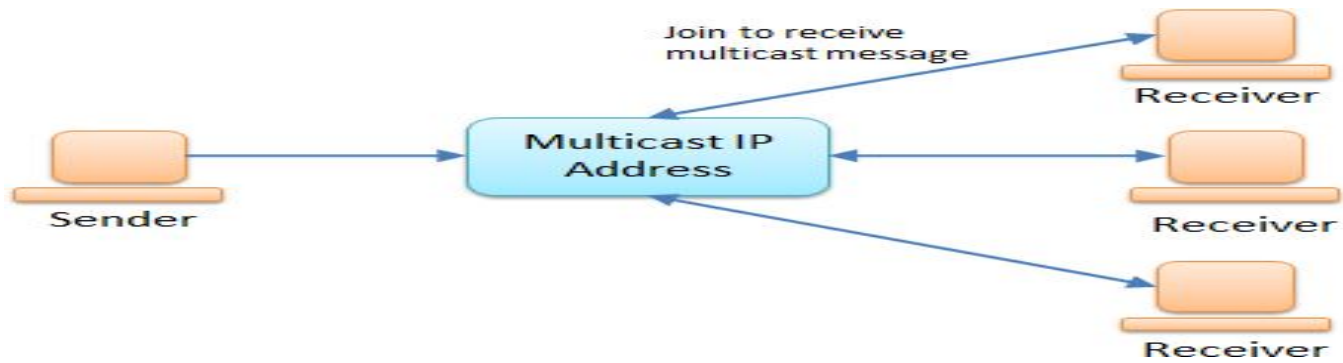 Join to receive
multicast message
Receiver
Multicast IP
Address
Sender
Receiver
Receiver